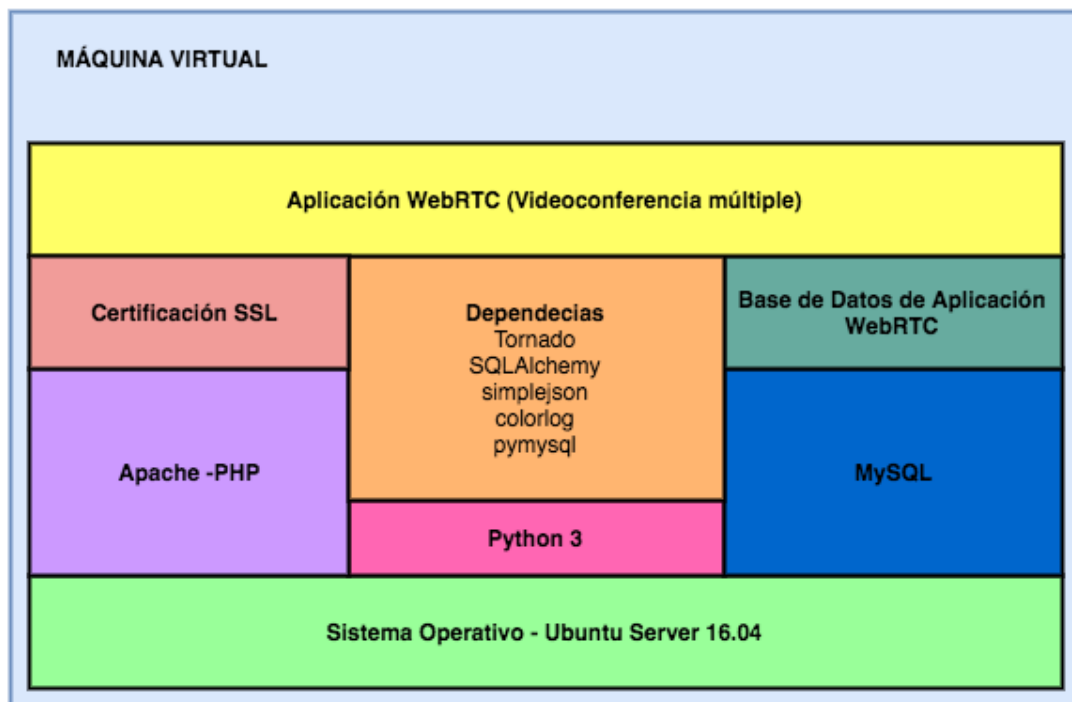 MÁQUINA VIRTUAL
Aplicación WebRTC (Videoconferencia múltiple)
Certificación SSL
Dependecias
Tornado
SQLAlchemy
simplejson
colorlog
pymysql
Base de Datos de Aplicación
WebRTC
Apache -PHP
MySQL
Python 3
Sistema Operativo - Ubuntu Server 16.04